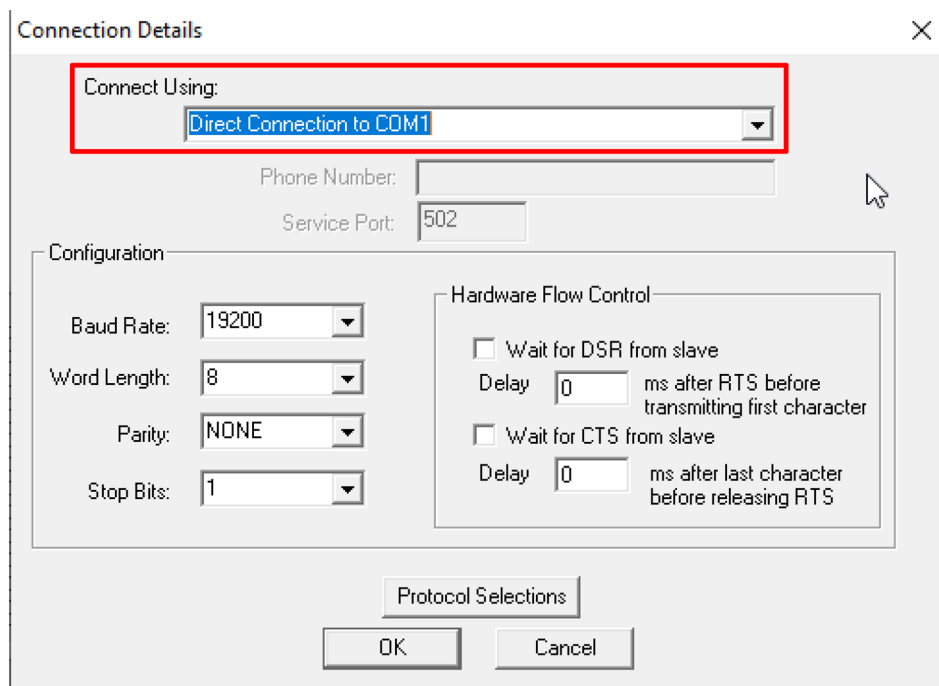 Connection Details
Connect Using:
Direct Connection to COM1
Phone Number:
Service Port: 502
Configuration
Baud Rate: 19200
Word Length: 8
Parity: NONE
Stop Bits: 1
Hardware Flow Control
Wait for DSR from slave
Delay 0 ms after RTS before
transmitting first character
Wait for CTS from slave
Delay 0 ms after last character
before releasing RTS
Protocol Selections
OK Cancel